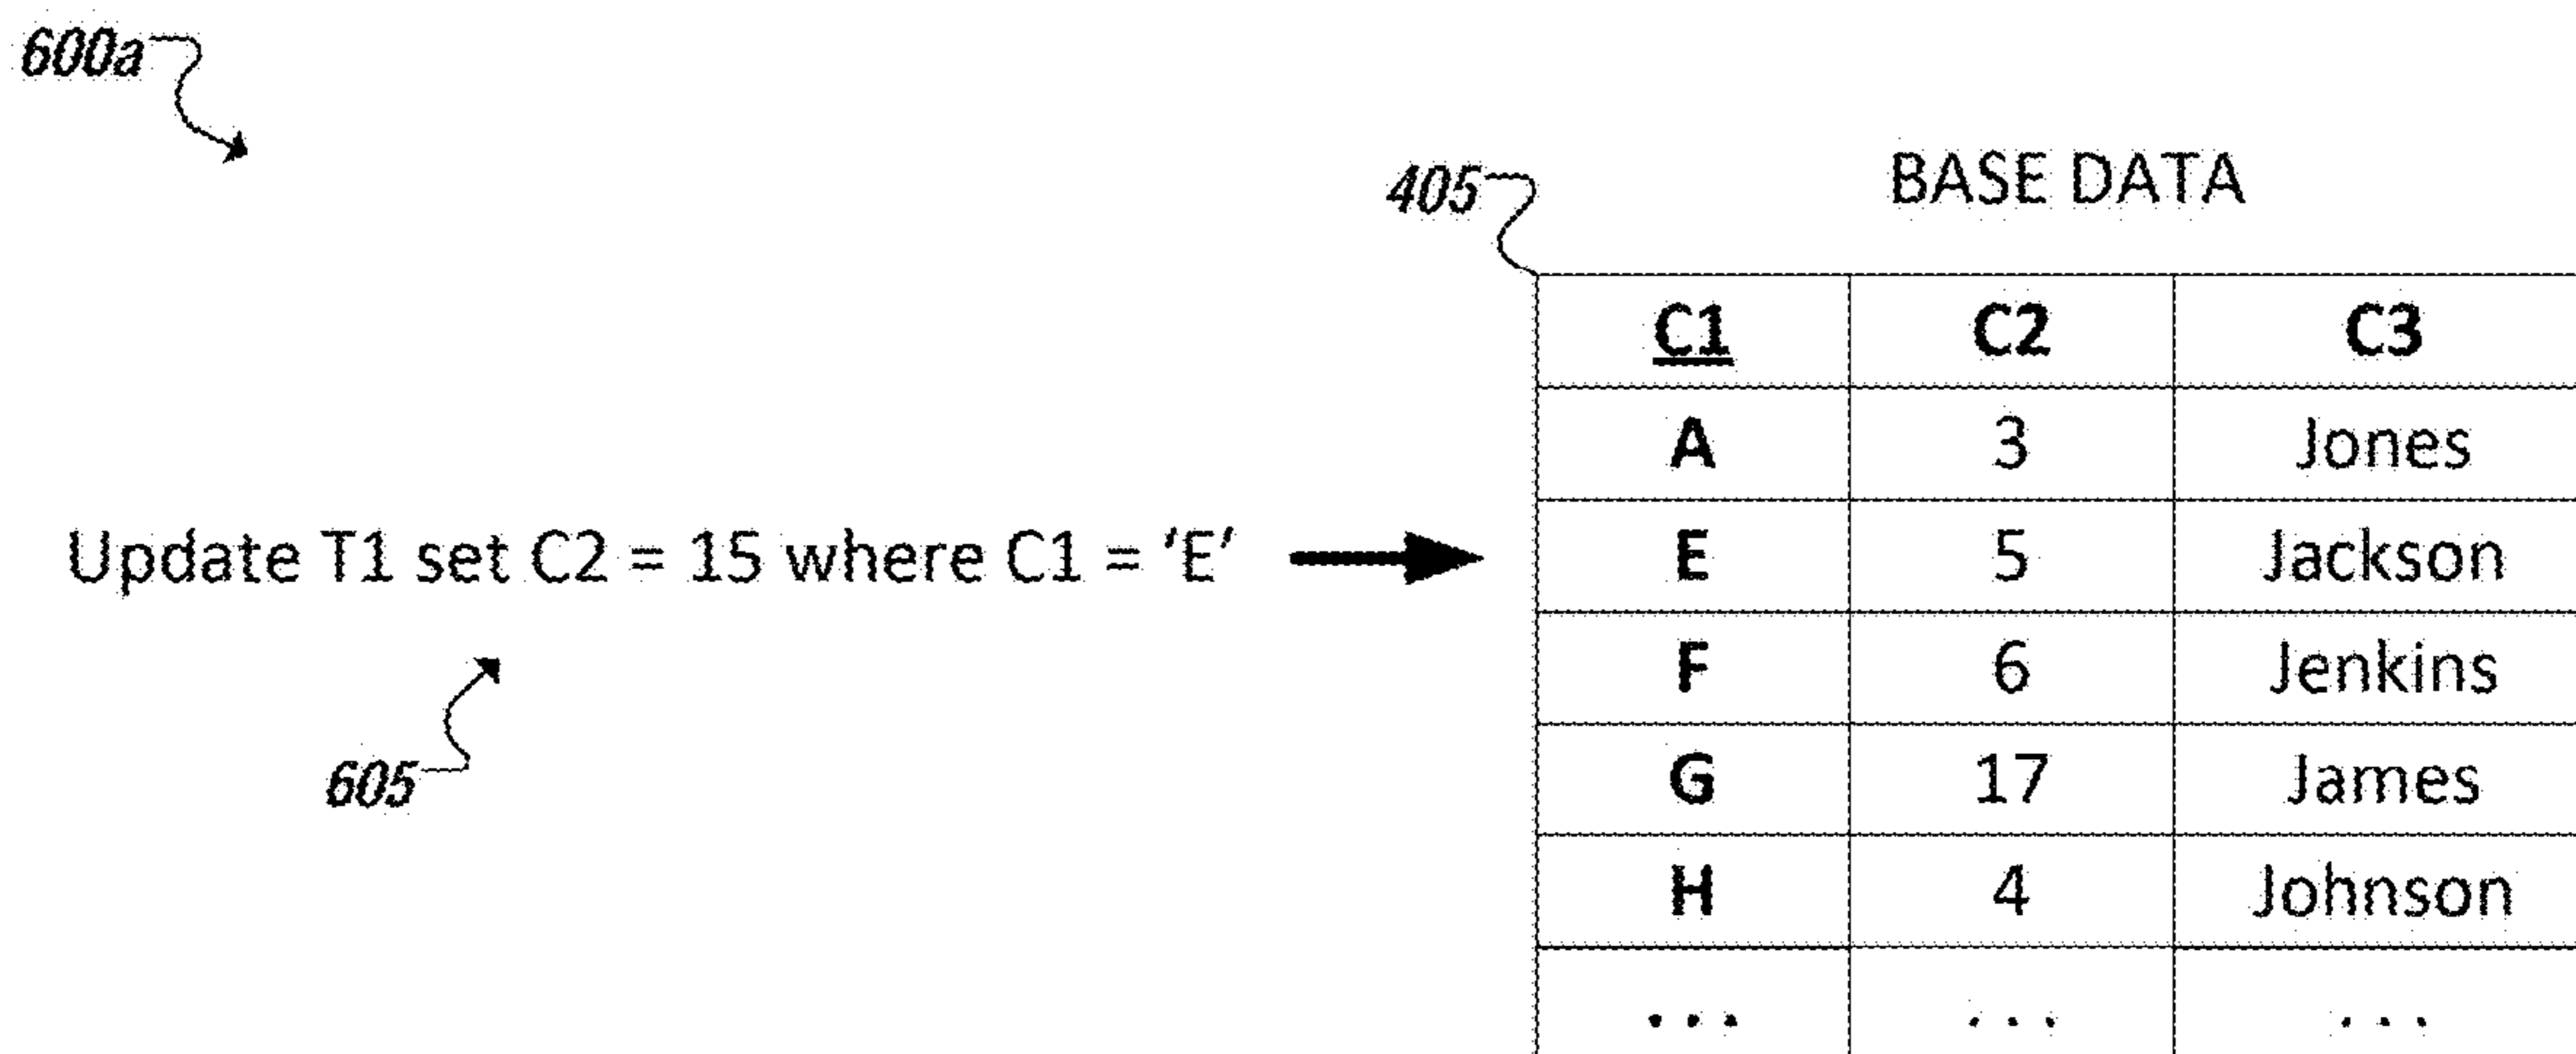 600a
405
BASE DATA
C1 C2 C3
A 3 Jones
Update T1 set C2 = 15 where C1 = ‘E’
E 5 Jackson
F 6 Jenkins
605
G 17 James
H 4 Johnson
... ... ...